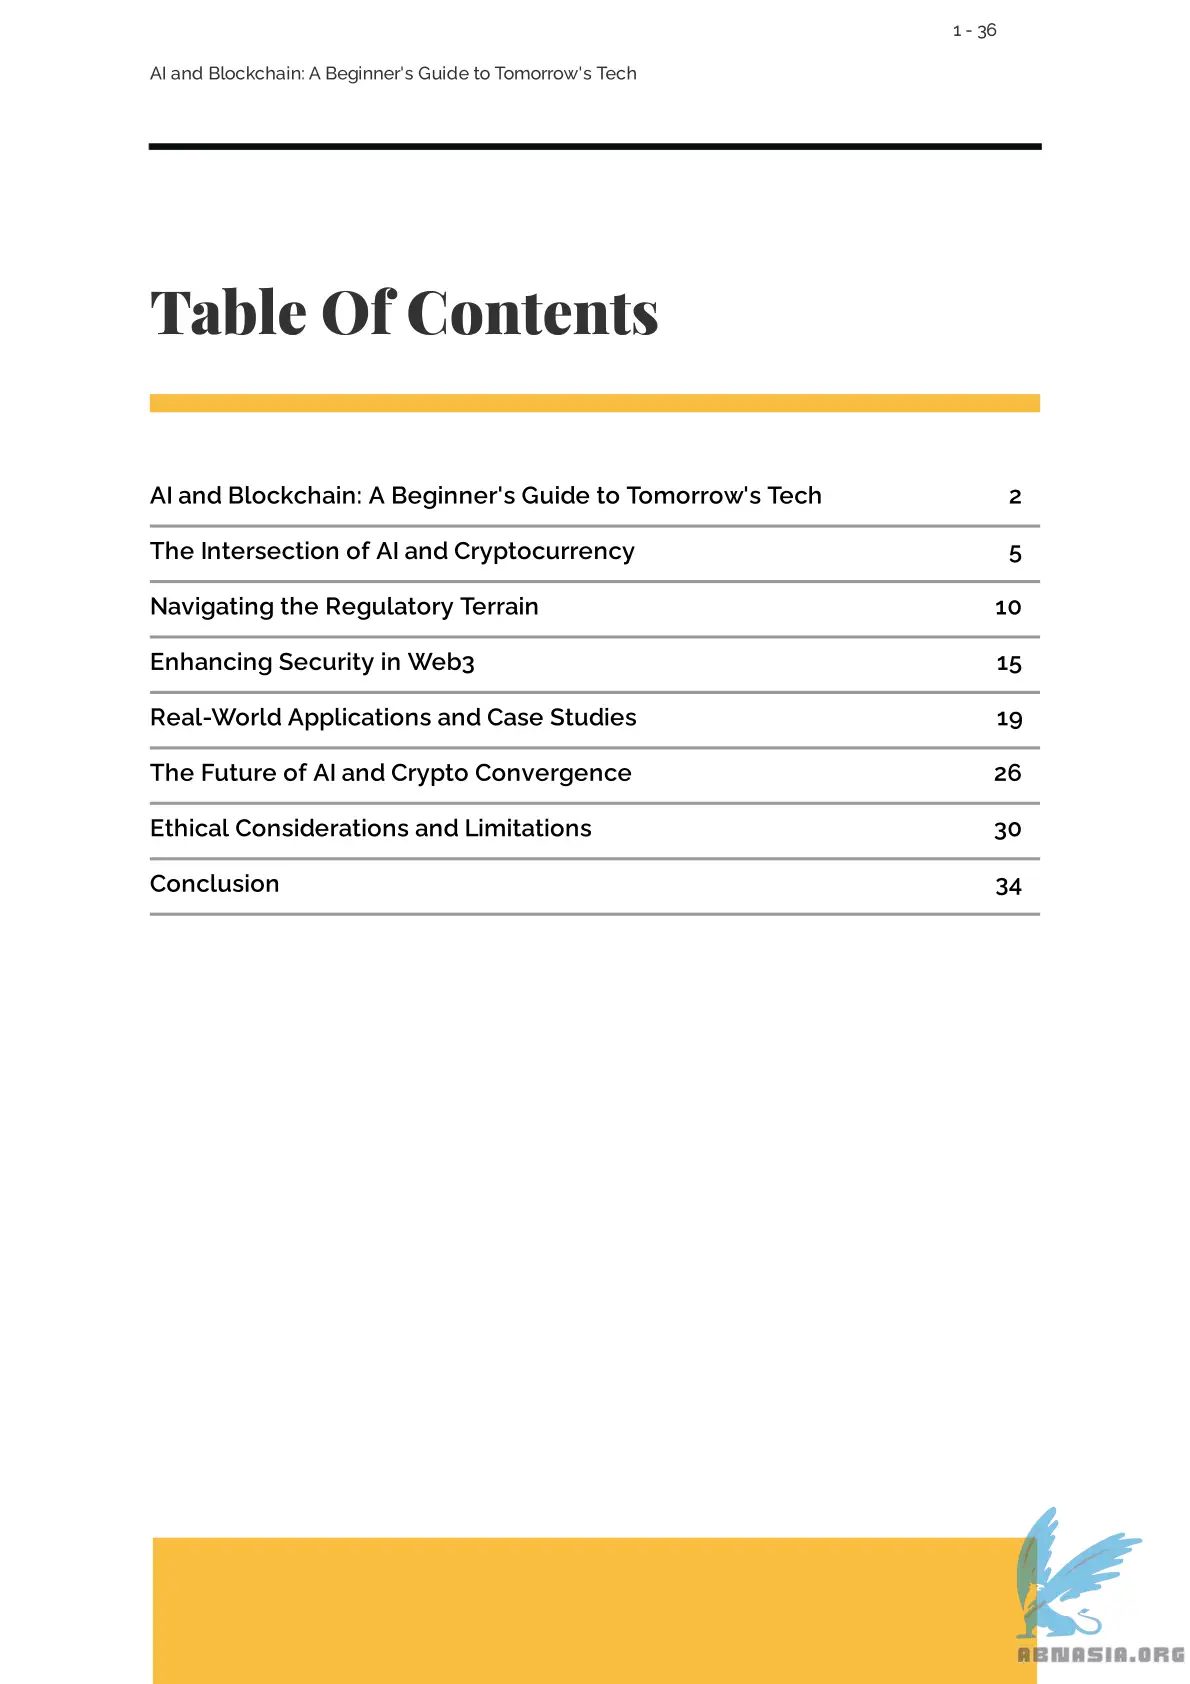 1 - 36
AI and Blockchain: A Beginner's Guide to Tomorrow's Tech
Table Of Contents
AI and Blockchain: A Beginner's Guide to Tomorrow's Tech 2
The Intersection of AI and Cryptocurrency 5
Navigating the Regulatory Terrain 10
Enhancing Security in Web3 15
Real-World Applications and Case Studies 19
The Future of AI and Crypto Convergence 26
Ethical Considerations and Limitations 30
Conclusion 34
ABNASIA.ORG